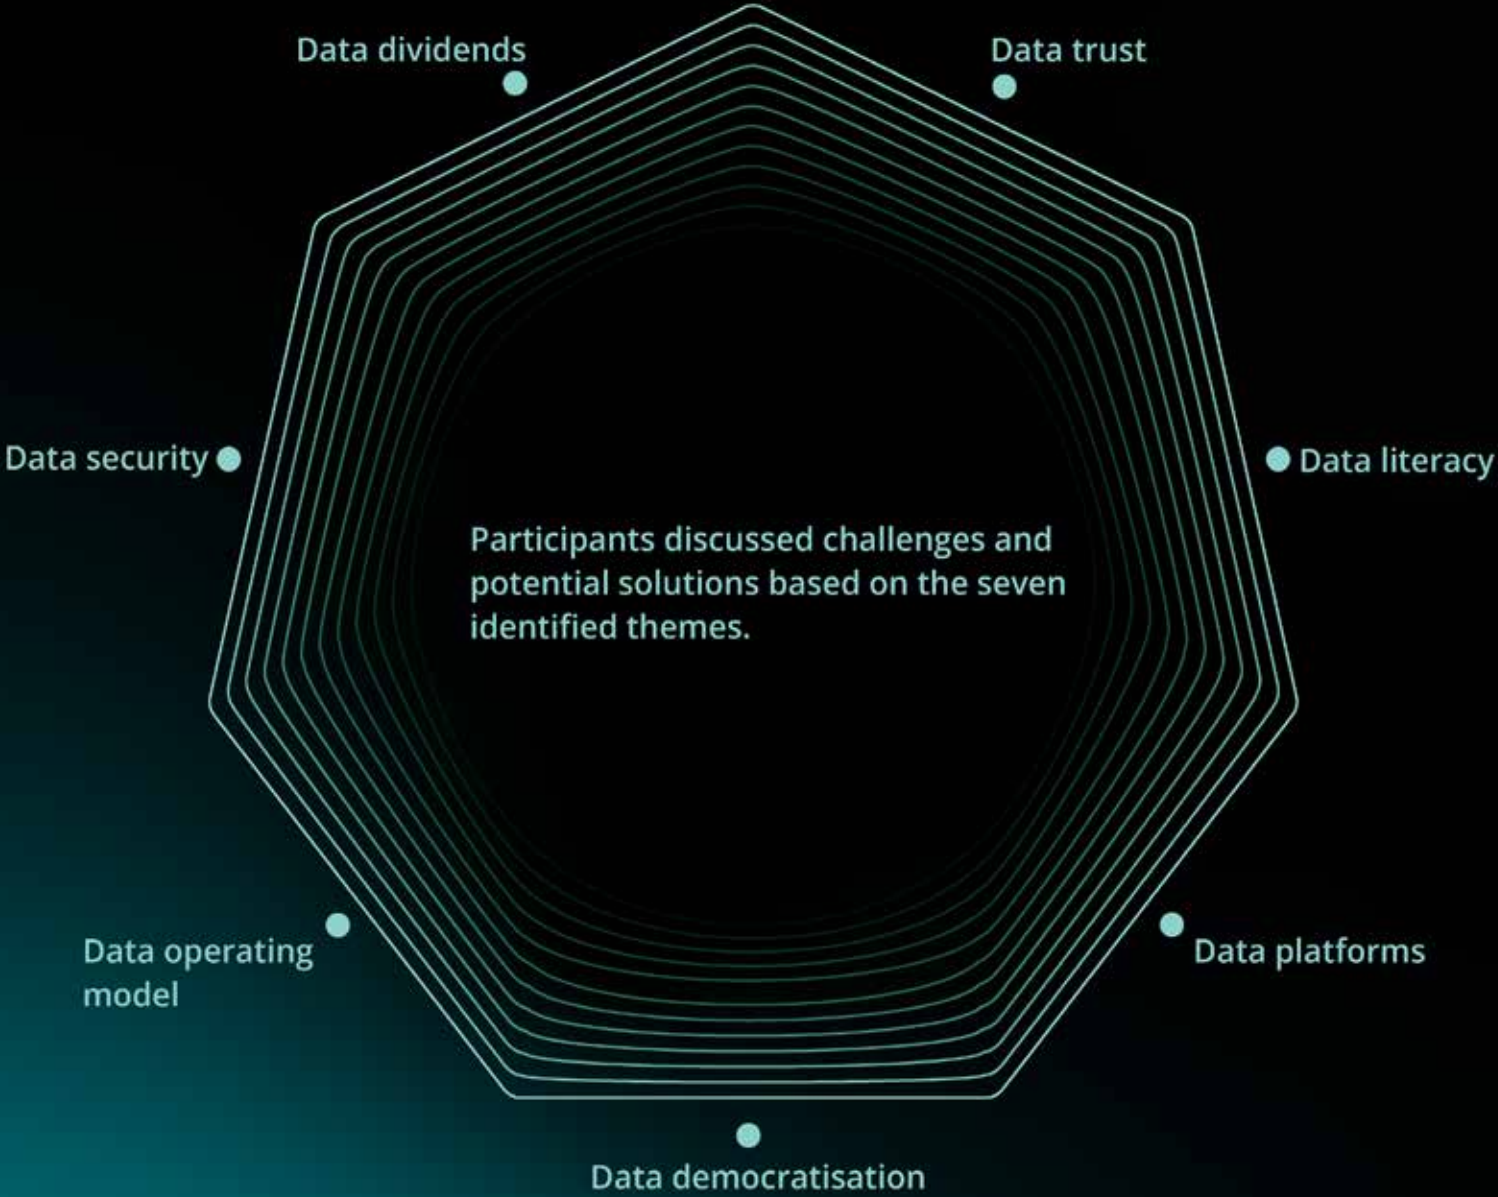 Data dividends
Data trust
Data security
Data literacy
Participants discussed challenges and
potential solutions based on the seven
identified themes.
Data operating
model
Data platforms
Data democratisation